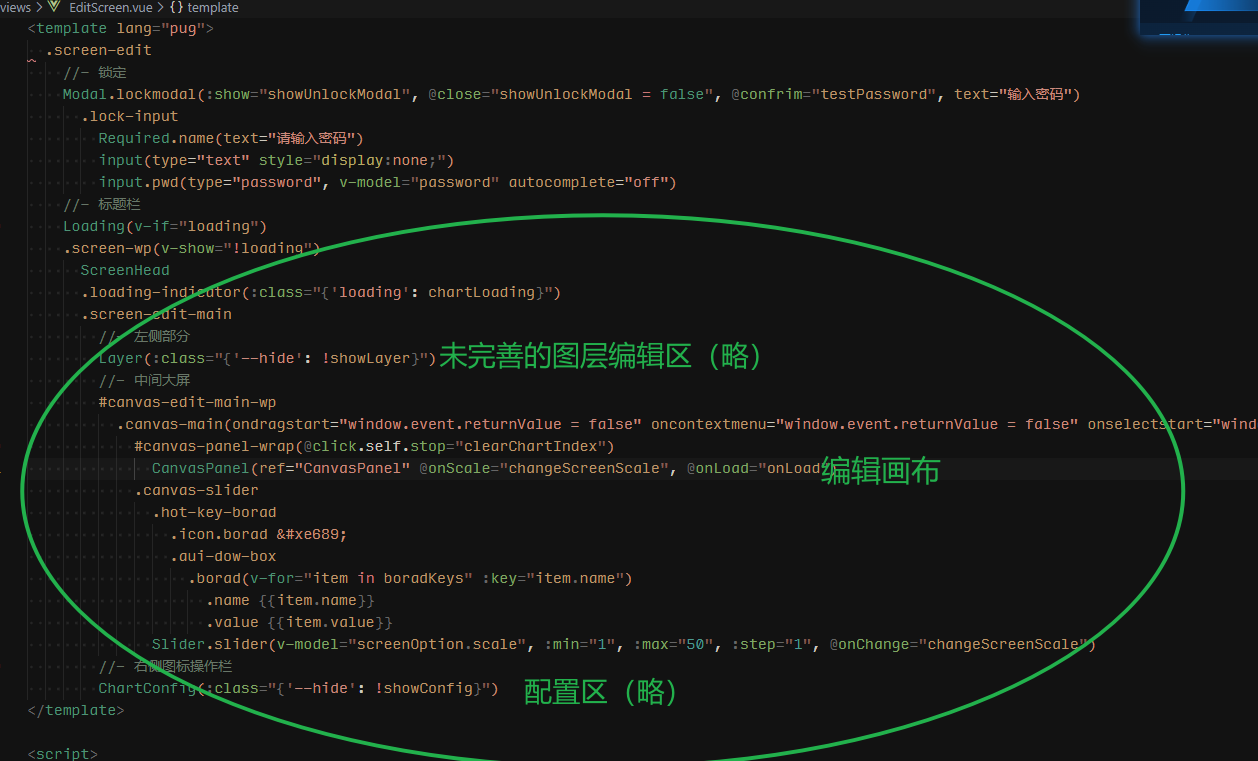 views > EditScreen.vue > {} template
<template lang="pug">
.screen-edit
//- 锁定
Modal.lockmodal(:show="showUnlockModal", @close="showUnlockModal = false", @confrim="testPassword", text="输入密码")
.lock-input
Required.name(text="请输入密码")
input(type="text" style="display:none;")
input.pwd(type="password", v-model="password" autocomplete="off")
//- 标题栏
Loading(v-if="loading")
.screen-wp(v-show="!loading")
ScreenHead
.loading-indicator(:class="{'loading': chartLoading}")
.screen-edit-main
//- 左侧部分
Layer(:class="{'--hide': !showLayer}") 未完善的图层编辑区（略）
//- 中间大屏
#canvas-edit-main-wp
.canvas-main(ondragstart="window.event.returnValue = false" oncontextmenu="window.event.returnValue = false" onselectstart="wind
#canvas-panel-wrap(@click.self.stop="clearChartIndex")
CanvasPanel(ref="CanvasPanel" @onScale="changeScreenScale", @onLoad="onLoad 编辑画布
.canvas-slider
.hot-key-borad
.icon.borad &#xe689;
.aui-dow-box
.borad(v-for="item in boradKeys" :key="item.name")
.name {{item.name}}
.value {{item.value}}
Slider.slider(v-model="screenOption.scale", :min="1", :max="50", :step="1", @onChange="changeScreenScale")
//- 右侧图标操作栏
ChartConfig(:class="{'--hide': !showConfig}") 配置区（略）
</template>
<script>